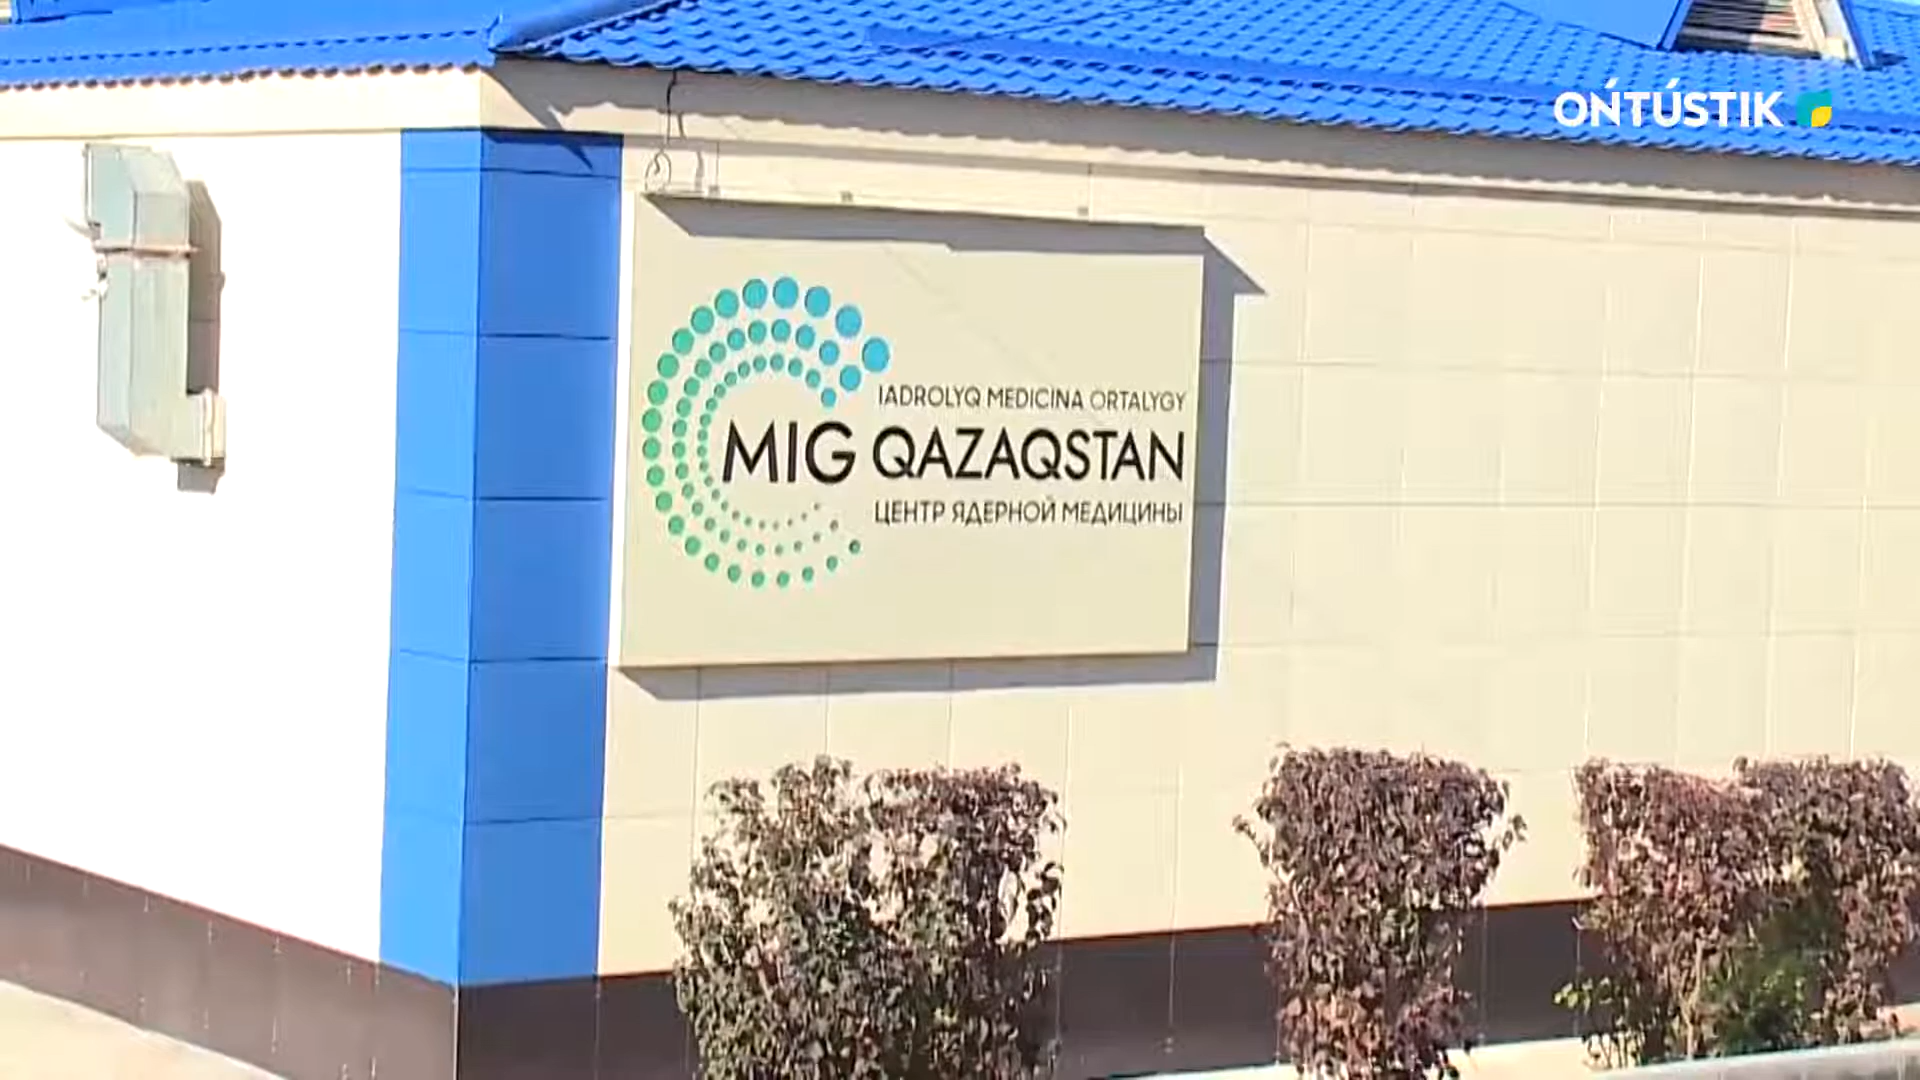 OŃTÚSTIK
IADROLYQ MEDICINA ORTALYGY
MIG QAZAQSTAN
ЦЕНТР ЯДЕРНОЙ МЕДИЦИНЫ